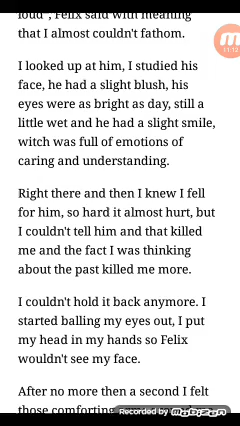 loud", Felix said with meaning
that I almost couldn't fathom.
I looked up at him, I studied his
face, he had a slight blush, his
eyes were as bright as day, still a
little wet and he had a slight smile,
witch was full of emotions of
caring and understanding.
Right there and then I knew I fell
for him, so hard it almost hurt, but
I couldn't tell him and that killed
me and the fact I was thinking
about the past killed me more.
I couldn't hold it back anymore. I
started balling my eyes out, I put
my head in my hands so Felix
wouldn't see my face.
After no more then a second I felt
those comforting
Recorded by mobizen